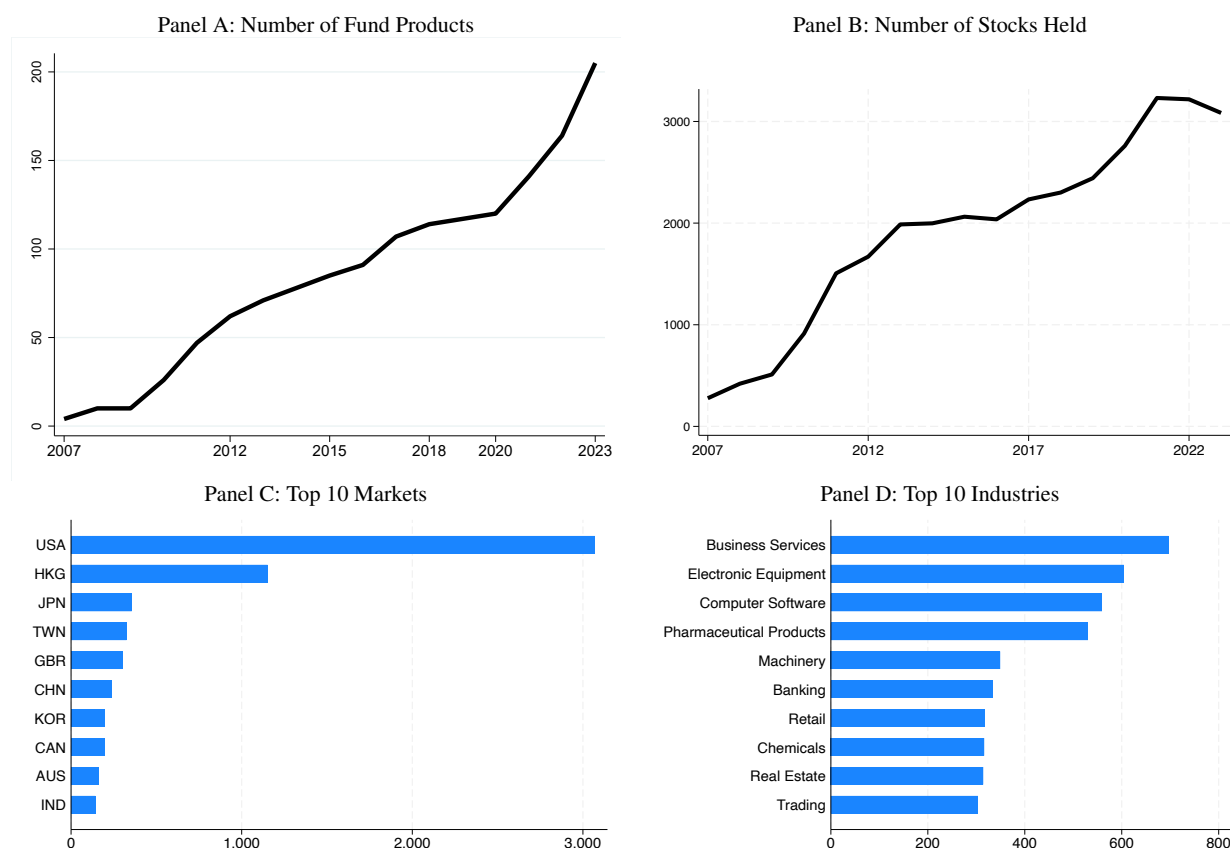 Panel A: Number of Fund Products
200
150
100
50
0
2007 2012 2015 2018 2020 2023
Panel B: Number of Stocks Held
3000
2000
1000
0
2007 2012 2017 2022
Panel C: Top 10 Markets
USA
HKG
JPN
TWN
GBR
CHN
KOR
CAN
AUS
IND
0 1,000 2,000 3,000
Panel D: Top 10 Industries
Business Services
Electronic Equipment
Computer Software
Pharmaceutical Products
Machinery
Banking
Retail
Chemicals
Real Estate
Trading
0 200 400 600 800